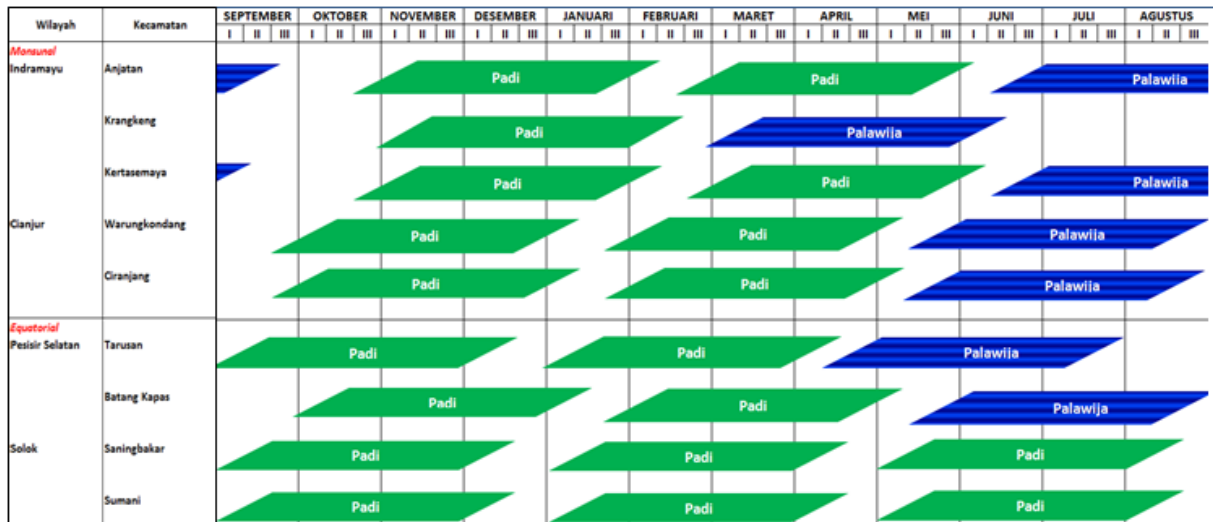 Wilayah Kecamatan SEPTEMBER OKTOBER NOVEMBER DESEMBER JANUARI FEBRUARI MARET APRIL MEI JUNI JULI AGUSTUS
I II III I II III I II III I II III I II III I II III I II III I II III I II III I II III I II III I II III
Monsunal
Indramayu Anjatan Padi Padi Palawija
Krangkeng Padi Palawija
Kertasemaya Padi Padi Palawija
Cianjur Warungkondang Padi Padi Palawija
Ciranjang Padi Padi Palawija
Equatorial
Pesisir Selatan Tarusan Padi Padi Palawija
Batang Kapas Padi Padi Palawija
Solok Saningbakar Padi Padi Padi
Sumani Padi Padi Padi